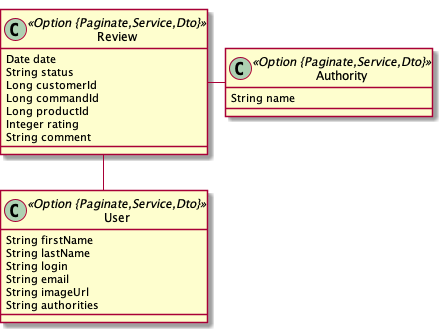 C «Option {Paginate,Service,Dto}»
Review
Date date
String status
Long customerId
Long commandId
Long productId
Integer rating
String comment
C «Option {Paginate,Service,Dto}»
Authority
String name
C «Option {Paginate,Service,Dto}»
User
String firstName
String lastName
String login
String email
String imageUrl
String authorities